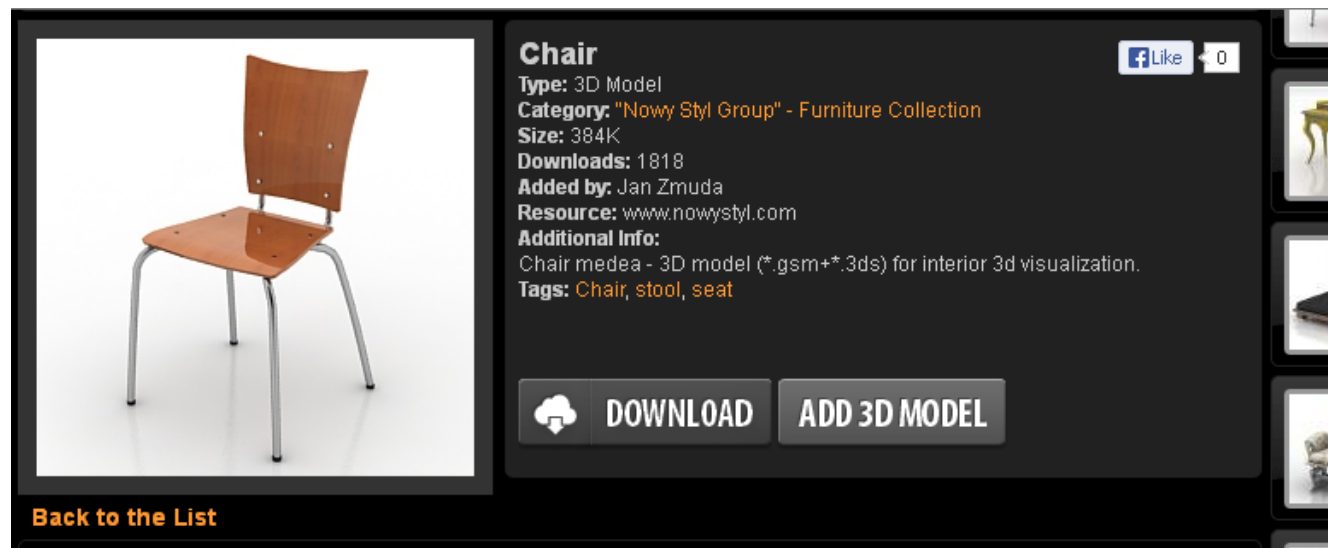 Chair
Like 0
Type: 3D Model
Category: "Nowy Styl Group" - Furniture Collection
Size: 384K
Downloads: 1818
Added by: Jan Zmuda
Resource: www.nowystyl.com
Additional Info:
Chair medea - 3D model (*.gsm+*.3ds) for interior 3d visualization.
Tags: Chair, stool, seat
DOWNLOAD
ADD 3D MODEL
Back to the List